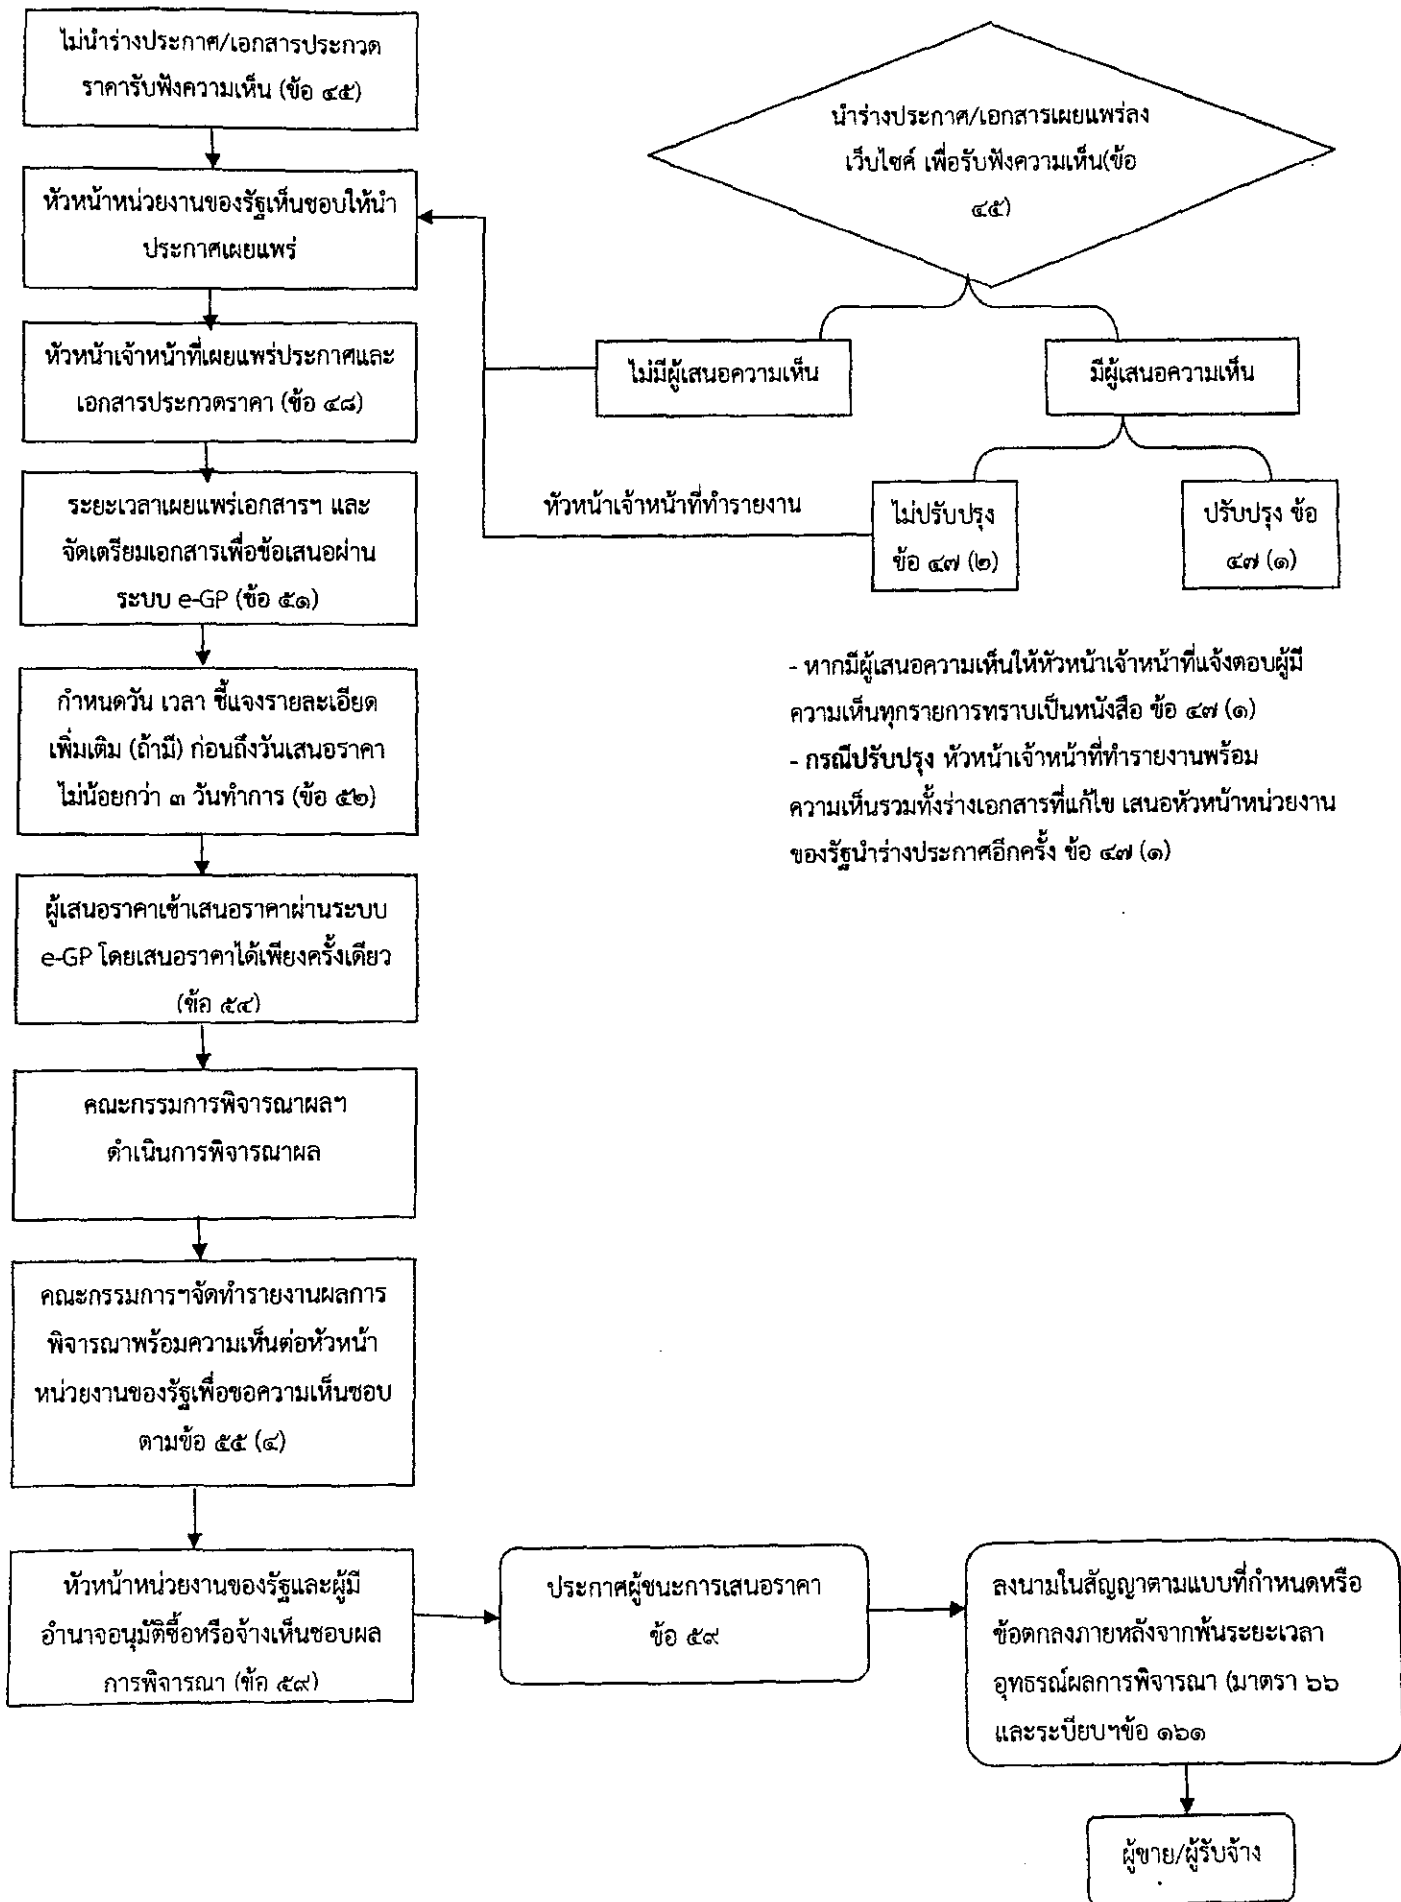 ไม่นำร่างประกาศ/เอกสารประกวด
ราคารับฟังความเห็น (ข้อ ๔๕)
นำร่างประกาศ/เอกสารเผยแพร่ลง
เว็บไซค์ เพื่อรับฟังความเห็น(ข้อ
๔๕)
หัวหน้าหน่วยงานของรัฐเห็นชอบให้นำ
ประกาศเผยแพร่
หัวหน้าเจ้าหน้าที่เผยแพร่ประกาศและ
เอกสารประกวดราคา (ข้อ ๔๘)
ไม่มีผู้เสนอความเห็น
มีผู้เสนอความเห็น
ระยะเวลาเผยแพร่เอกสารฯ และ
จัดเตรียมเอกสารเพื่อข้อเสนอผ่าน
ระบบ e-GP (ข้อ ๕๑)
หัวหน้าเจ้าหน้าที่ทำรายงาน
ไม่ปรับปรุง
ข้อ ๔๗ (๒)
ปรับปรุง ข้อ
๔๗ (๑)
กำหนดวัน เวลา ชี้แจงรายละเอียด
เพิ่มเติม (ถ้ามี) ก่อนถึงวันเสนอราคา
ไม่น้อยกว่า ๓ วันทำการ (ข้อ ๕๒)
- หากมีผู้เสนอความเห็นให้หัวหน้าเจ้าหน้าที่แจ้งตอบผู้มี
ความเห็นทุกรายการทราบเป็นหนังสือ ข้อ ๔๗ (๑)
- กรณีปรับปรุง หัวหน้าเจ้าหน้าที่ทำรายงานพร้อม
ความเห็นรวมทั้งร่างเอกสารที่แก้ไข เสนอหัวหน้าหน่วยงาน
ของรัฐนำร่างประกาศอีกครั้ง ข้อ ๔๗ (๑)
ผู้เสนอราคาเข้าเสนอราคาผ่านระบบ
e-GP โดยเสนอราคาได้เพียงครั้งเดียว
(ข้อ ๕๔)
คณะกรรมการพิจารณาผลฯ
ดำเนินการพิจารณาผล
คณะกรรมการฯจัดทำรายงานผลการ
พิจารณาพร้อมความเห็นต่อหัวหน้า
หน่วยงานของรัฐเพื่อขอความเห็นชอบ
ตามข้อ ๕๕ (๔)
หัวหน้าหน่วยงานของรัฐและผู้มี
อำนาจอนุมัติซื้อหรือจ้างเห็นชอบผล
การพิจารณา (ข้อ ๕๙)
ประกาศผู้ชนะการเสนอราคา
ข้อ ๕๙
ลงนามในสัญญาตามแบบที่กำหนดหรือ
ข้อตกลงภายหลังจากพ้นระยะเวลา
อุทธรณ์ผลการพิจารณา (มาตรา ๖๖
และระบียบฯข้อ ๑๖๑
ผู้ขาย/ผู้รับจ้าง